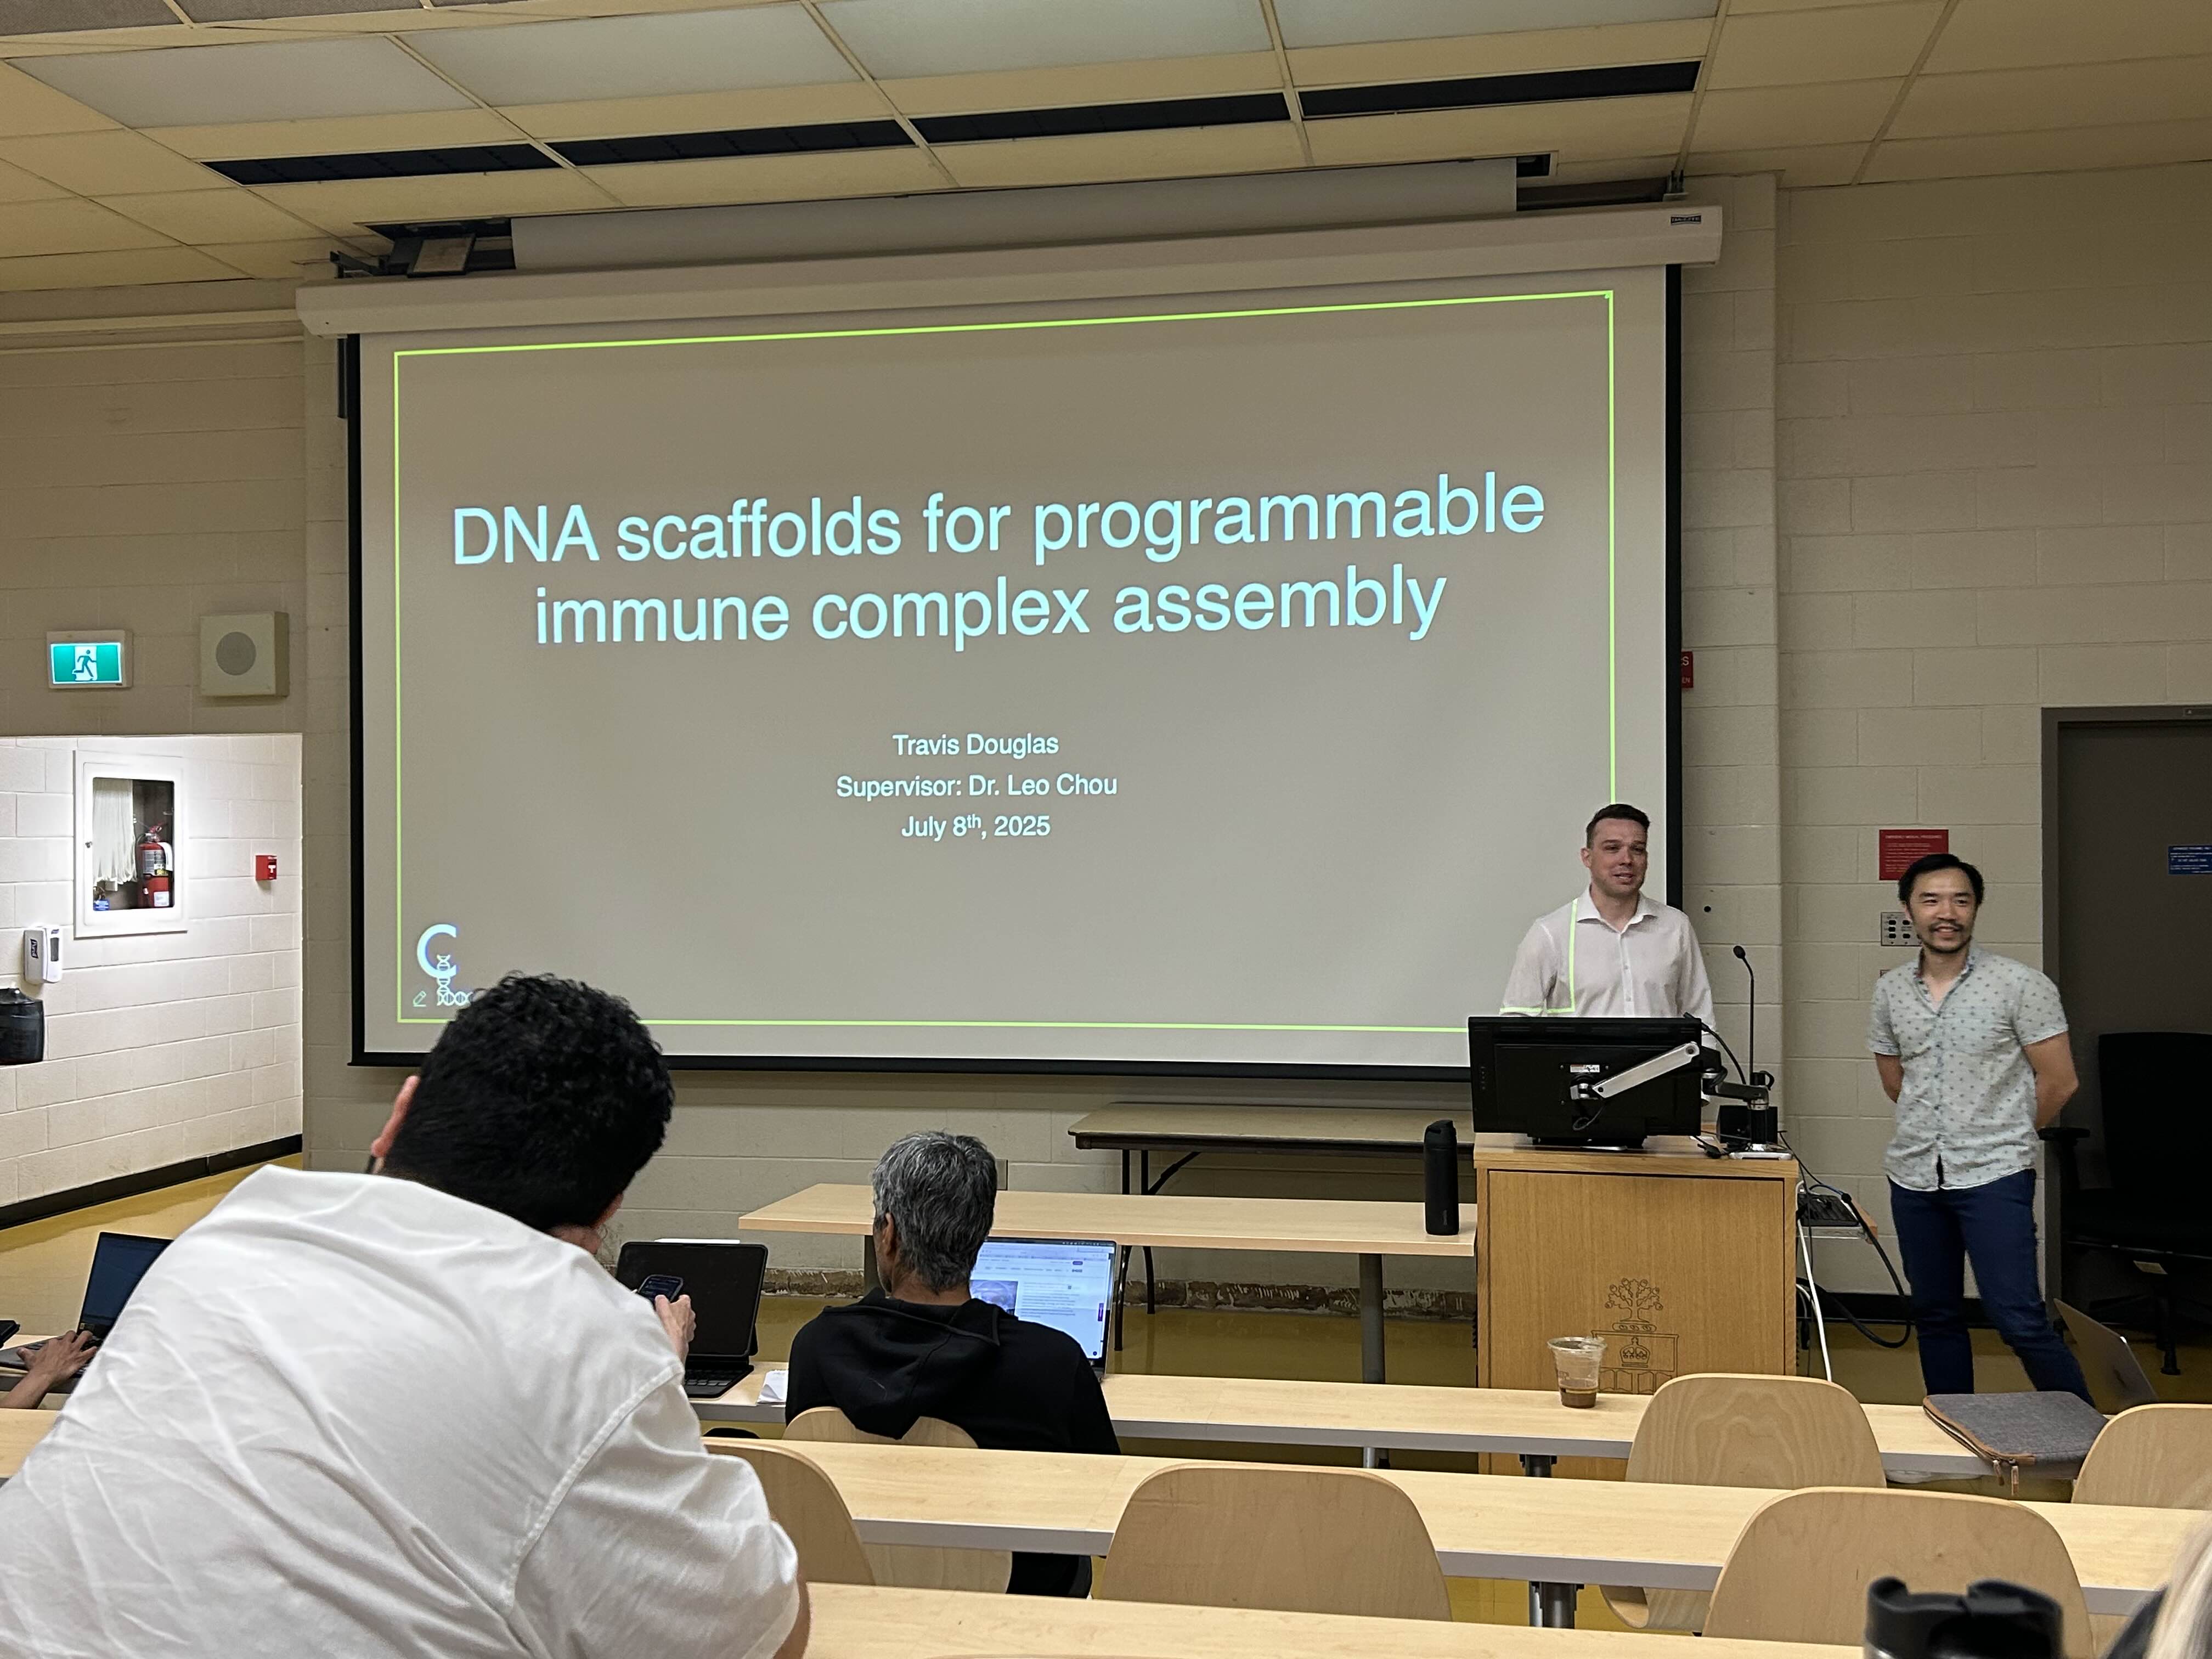 DNA scaffolds for programmable
immune complex assembly
Travis Douglas
Supervisor: Dr. Leo Chou
July 8th, 2025